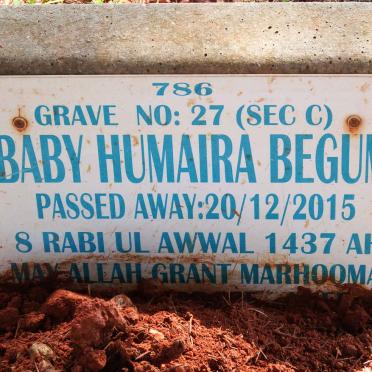 786
GRAVE NO: 27 (SEC C)
BABY HUMAIRA BEGUM
PASSED AWAY:20/12/2015
8 RABI UL AWWAL 1437 AH
MAY ALLAH GRANT MARHOOMA